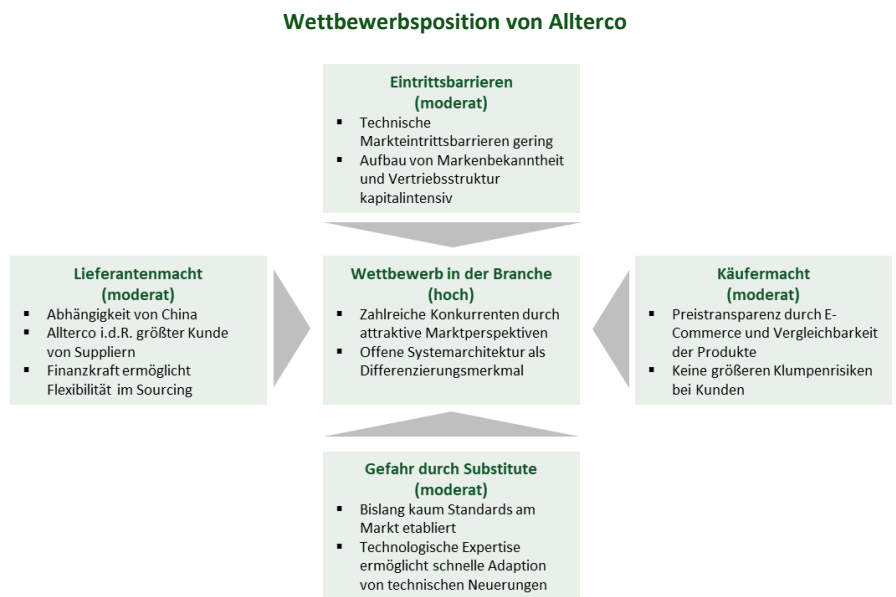 Wettbewerbsposition von Allterco
Eintrittsbarrieren
(moderat)
▪ Technische
Markteintrittsbarrieren gering
▪ Aufbau von Markenbekanntheit
und Vertriebsstruktur
kapitalintensiv
Lieferantenmacht
(moderat)
▪ Abhängigkeit von China
▪ Allterco i.d.R. größter Kunde
von Suppliern
▪ Finanzkraft ermöglicht
Flexibilität im Sourcing
Wettbewerb in der Branche
(hoch)
▪ Zahlreiche Konkurrenten durch
attraktive Marktperspektiven
▪ Offene Systemarchitektur als
Differenzierungsmerkmal
Käufermacht
(moderat)
▪ Preistransparenz durch E-
Commerce und Vergleichbarkeit
der Produkte
▪ Keine größeren Klumpenrisiken
bei Kunden
Gefahr durch Substitute
(moderat)
▪ Bislang kaum Standards am
Markt etabliert
▪ Technologische Expertise
ermöglicht schnelle Adaption
von technischen Neuerungen